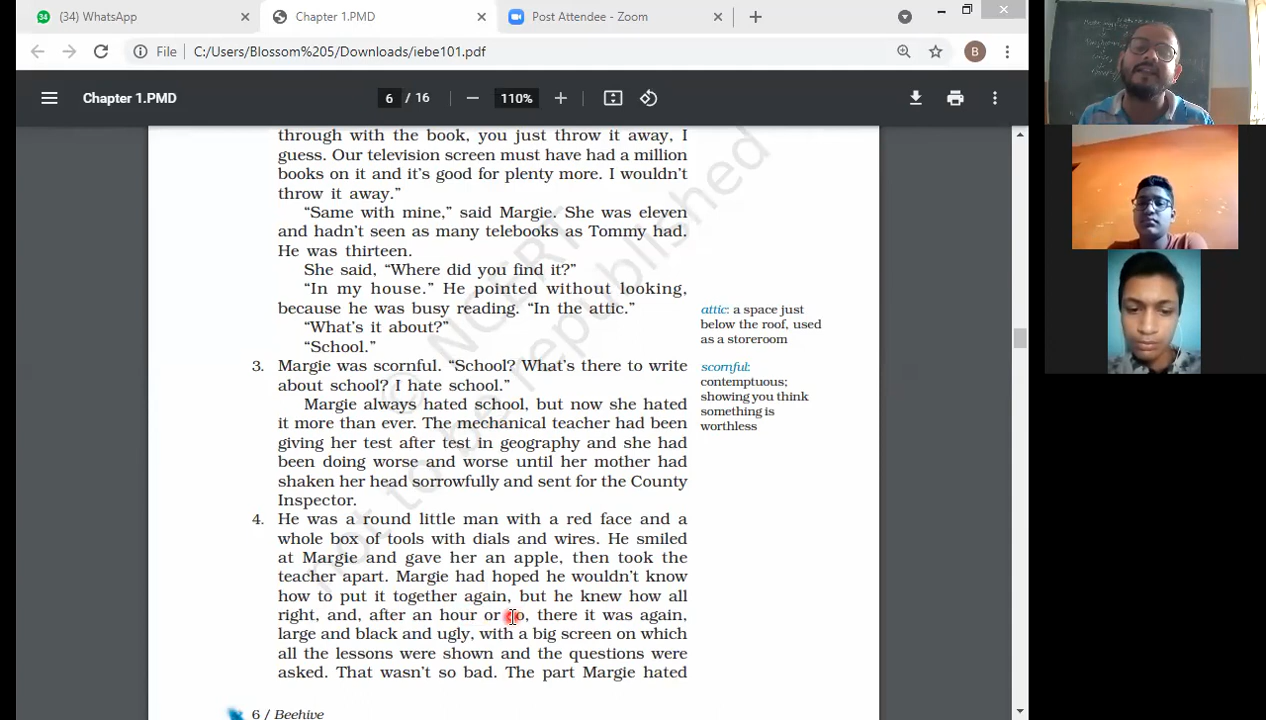 (34) WhatsApp
Chapter 1.PMD
Post Attendee - Zoom
File
C:/Users/Blossom%205/Downloads/iebe101.pdf
B
Chapter 1.PMD
6 / 16
110%
through with the book, you just throw it away, I
guess. Our television screen must have had a million
books on it and it's good for plenty more. I wouldn't
throw it away.”
“Same with mine,” said Margie. She was eleven
and hadn't seen as many telebooks as Tommy had.
He was thirteen.
She said, “Where did you find it?”
“In my house.” He pointed without looking,
because he was busy reading. “In the attic.”
“What's it about?”
“School.”
attic: a space just
below the roof, used
as a storeroom
3. Margie was scornful. “School? What's there to write
about school? I hate school.”
scornful:
contemptuous;
showing you think
something is
worthless
Margie always hated school, but now she hated
it more than ever. The mechanical teacher had been
giving her test after test in geography and she had
been doing worse and worse until her mother had
shaken her head sorrowfully and sent for the County
Inspector.
4. He was a round little man with a red face and a
whole box of tools with dials and wires. He smiled
at Margie and gave her an apple, then took the
teacher apart. Margie had hoped he wouldn't know
how to put it together again, but he knew how all
right, and, after an hour or so, there it was again,
large and black and ugly, with a big screen on which
all the lessons were shown and the questions were
asked. That wasn't so bad. The part Margie hated
6 / Beehive
© NCERT
not to be republished